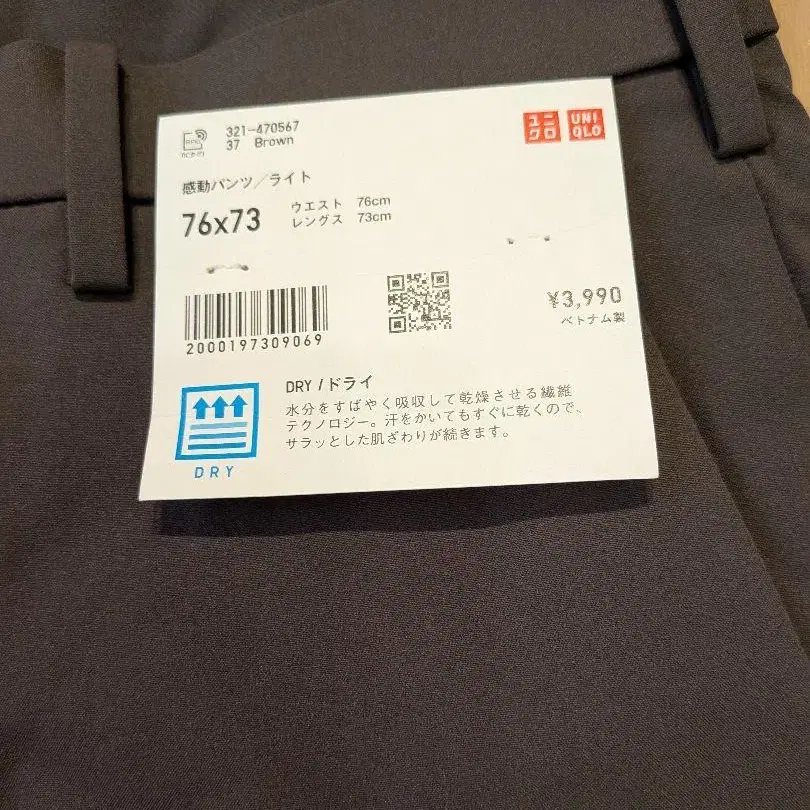 321-470567
37 Brown
ユニクロ
UNIQLO
感動パンツ/ライト
76x73
ウエスト 76cm
レングス 73cm
2000197309069
¥3,990
ベトナム製
DRY / ドライ
水分をすばやく吸収して乾燥させる繊維
テクノロジー。汗をかいてもすぐに乾くので、
サラッとした肌ざわりが続きます。
DRY